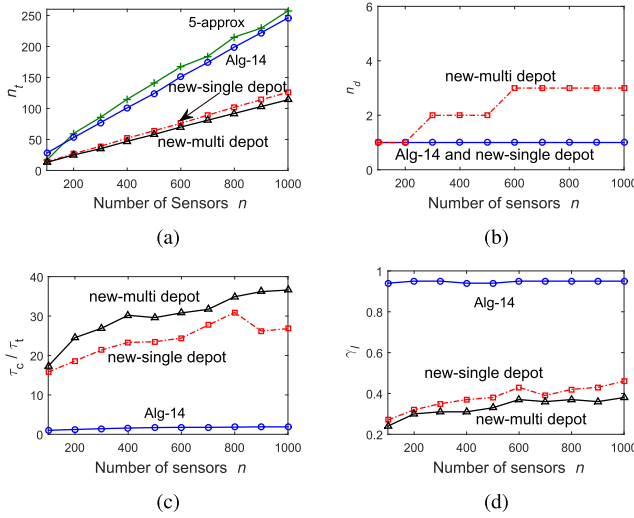 250
200
150
100
50
0
n_t
5-approx
Alg-14
new-single depot
new-multi depot
200 400 600 800 1000
Number of Sensors n
(a)
6
4
2
0
n_d
new-multi depot
Alg-14 and new-single depot
200 400 600 800 1000
Number of Sensors n
(b)
40
30
20
10
0
τ_c / τ_t
new-multi depot
new-single depot
Alg-14
200 400 600 800 1000
Number of sensors n
(c)
1
0.8
0.6
0.4
0.2
γ_l
Alg-14
new-single depot
new-multi depot
200 400 600 800 1000
Number of sensors n
(d)